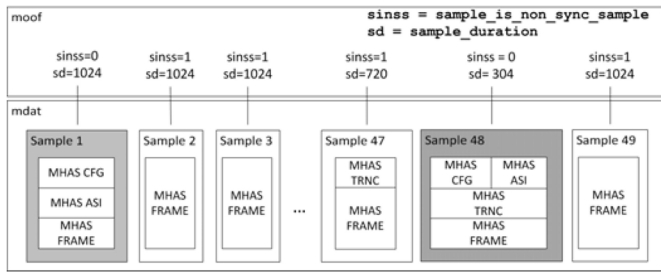 moof
sinss = sample_is_non_sync_sample
sd = sample_duration
sinss=0
sd=1024
sinss=1
sd=1024
sinss=1
sd=1024
sinss=1
sd=720
sinss = 0
sd= 304
sinss=1
sd=1024
mdat
Sample 1
MHAS CFG
MHAS ASI
MHAS
FRAME
Sample 2
MHAS
FRAME
Sample 3
MHAS
FRAME
...
Sample 47
MHAS
TRNC
MHAS
FRAME
Sample 48
MHAS
CFG
MHAS
ASI
MHAS
TRNC
MHAS
FRAME
Sample 49
MHAS
FRAME